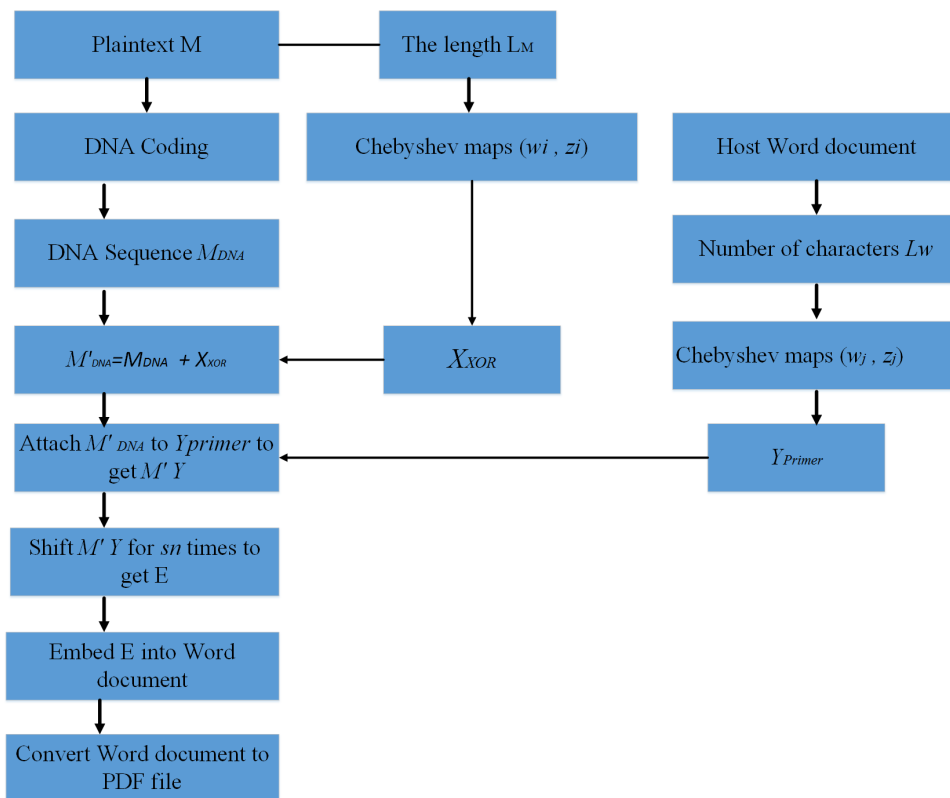 Plaintext M
The length LM
DNA Coding
Chebyshev maps (wi , zi)
Host Word document
DNA Sequence MDNA
Number of characters Lw
M'DNA=MDNA + XXOR
XXOR
Chebyshev maps (wj , zj)
Attach M' DNA to Yprimer to
get M' Y
YPrimer
Shift M' Y for sn times to
get E
Embed E into Word
document
Convert Word document to
PDF file